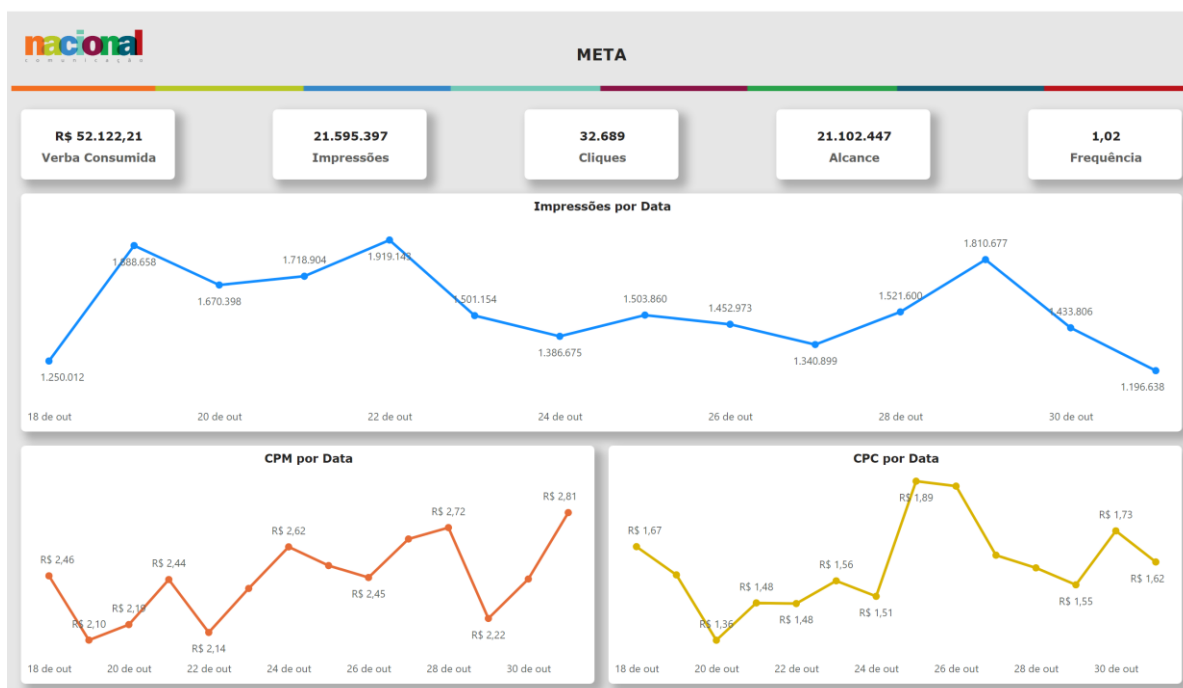 nacional
comunicação
META
R$ 52.122,21
Verba Consumida
21.595.397
Impressões
32.689
Cliques
21.102.447
Alcance
1,02
Frequência
Impressões por Data
1.250.012
1.888.658
1.670.398
1.718.904
1.919.143
1.501.154
1.386.675
1.503.860
1.452.973
1.340.899
1.521.600
1.810.677
1.433.806
1.196.638
18 de out
20 de out
22 de out
24 de out
26 de out
28 de out
30 de out
CPM por Data
R$ 2,46
R$ 2,10
R$ 2,19
R$ 2,44
R$ 2,14
R$ 2,62
R$ 2,45
R$ 2,72
R$ 2,22
R$ 2,81
18 de out
20 de out
22 de out
24 de out
26 de out
28 de out
30 de out
CPC por Data
R$ 1,67
R$ 1,36
R$ 1,48
R$ 1,48
R$ 1,56
R$ 1,51
R$ 1,89
R$ 1,55
R$ 1,73
R$ 1,62
18 de out
20 de out
22 de out
24 de out
26 de out
28 de out
30 de out